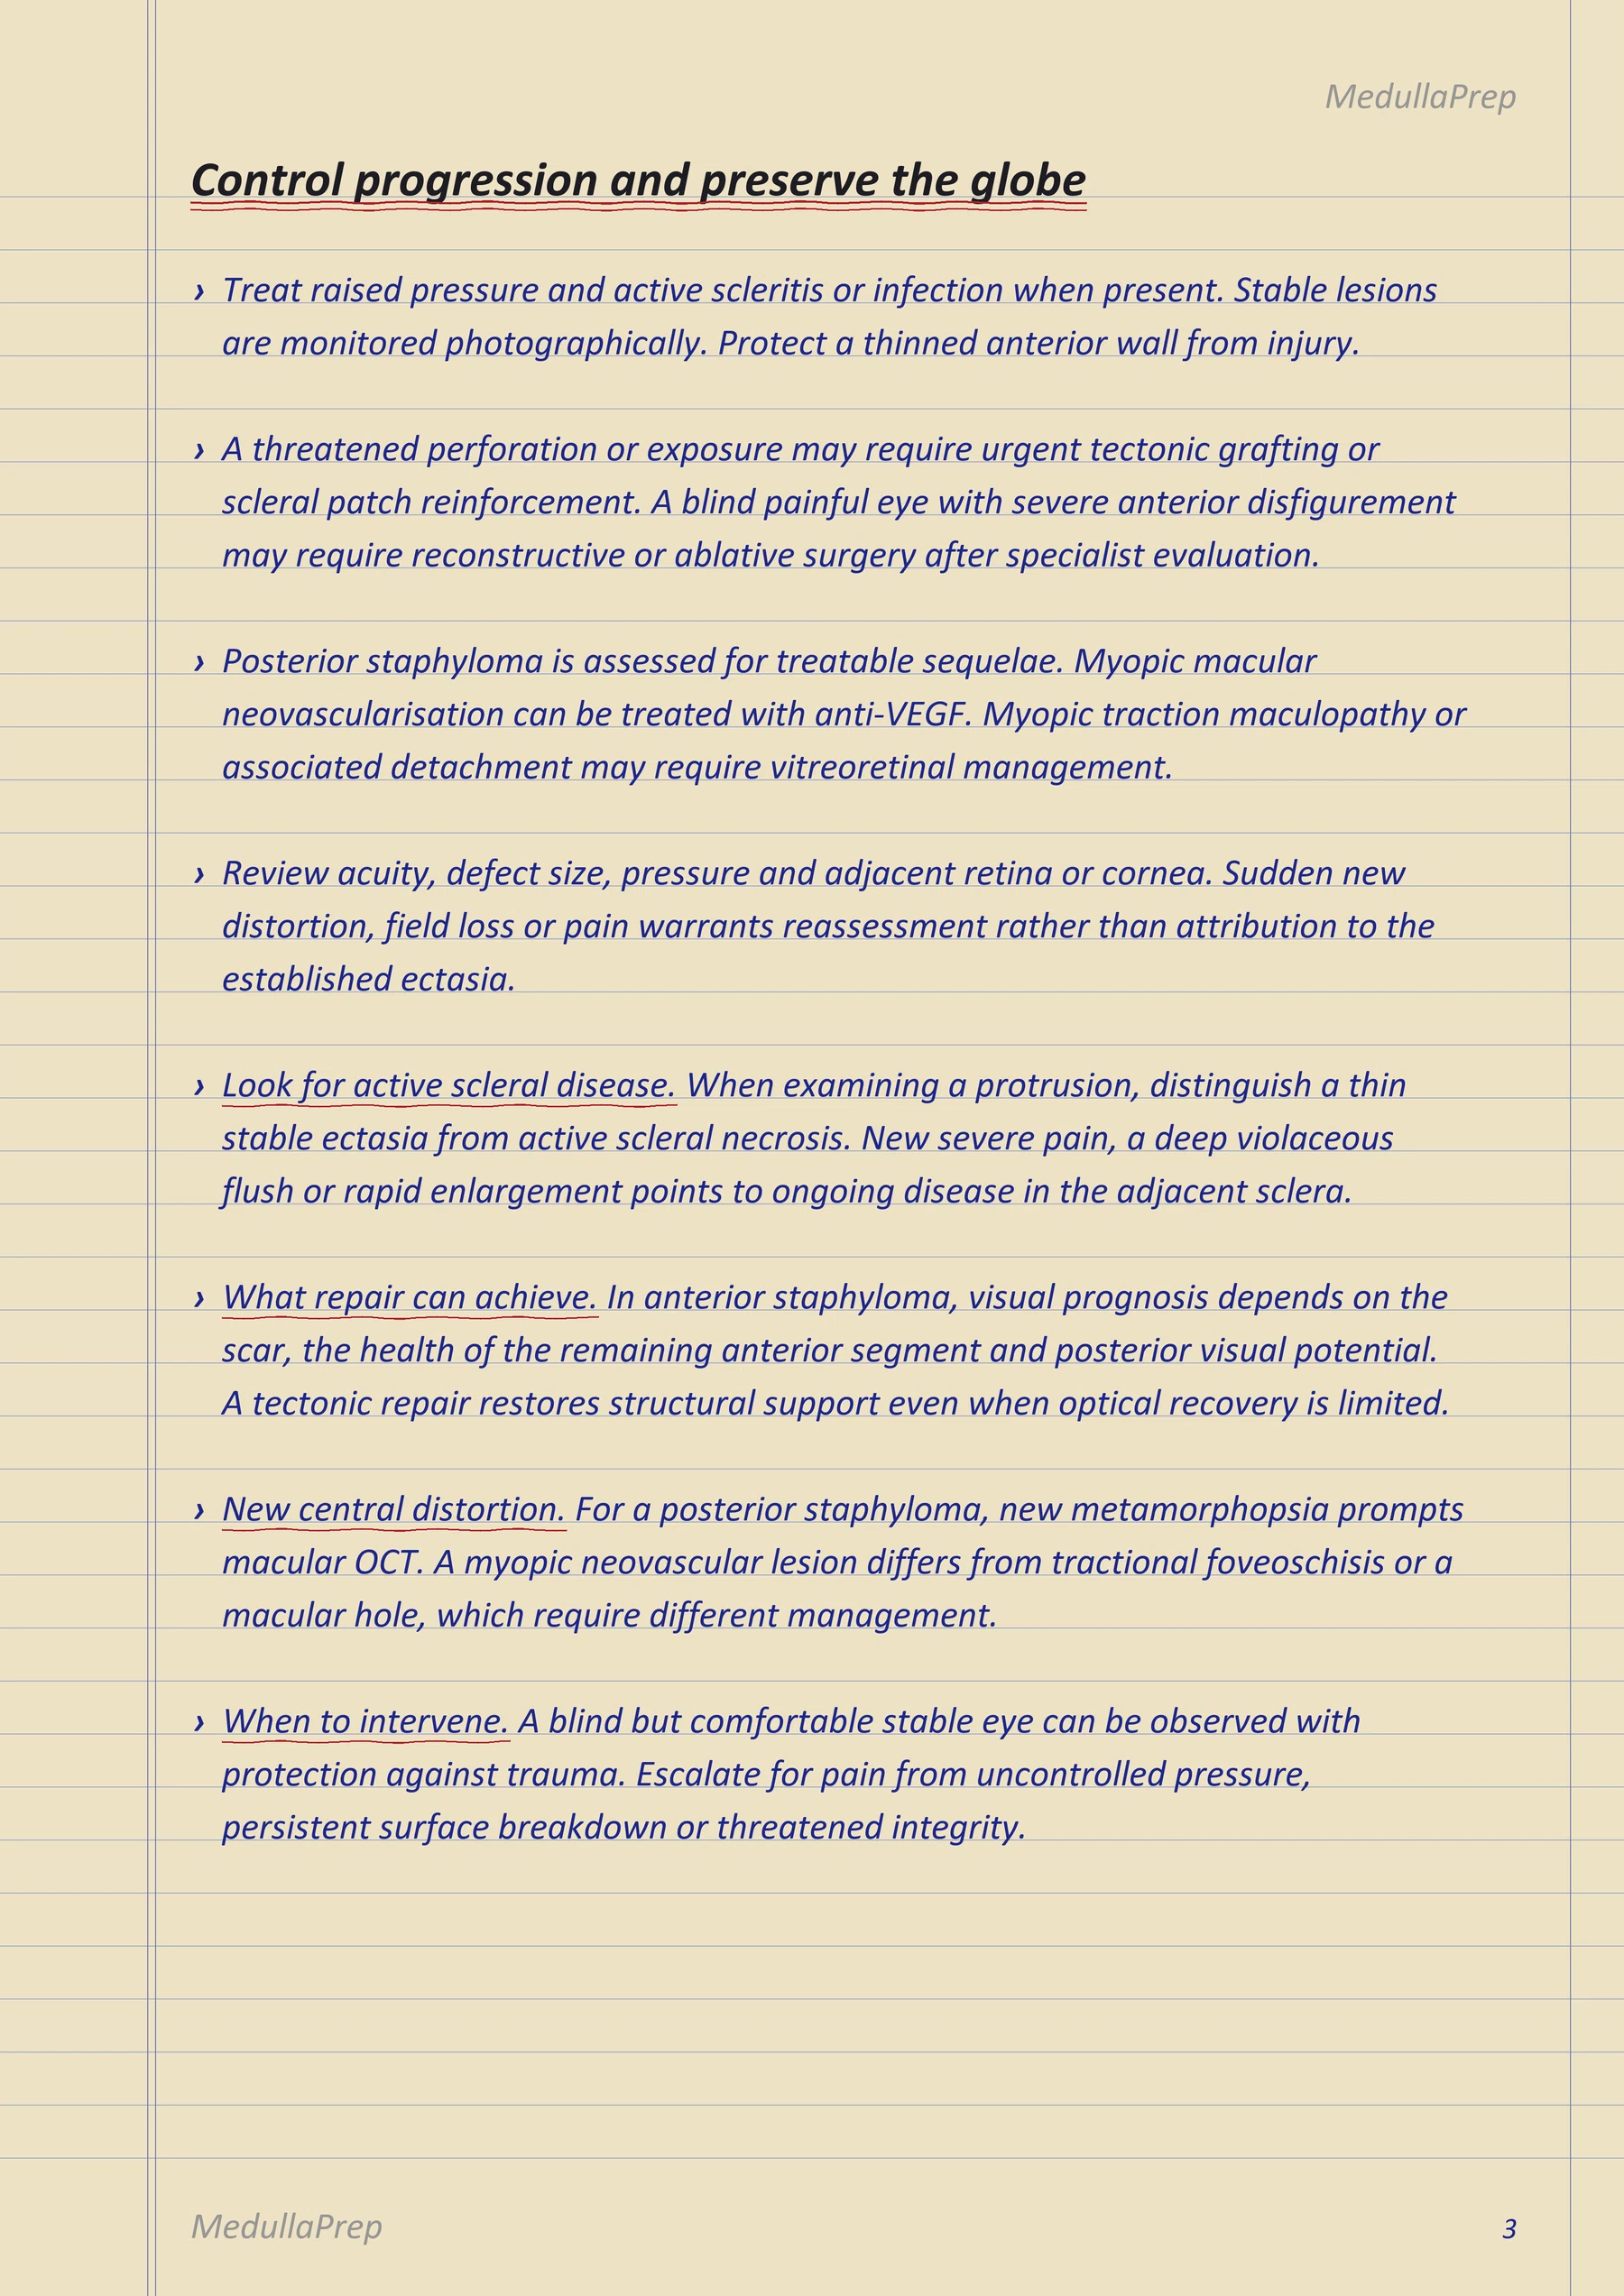 MedullaPrep
Control progression and preserve the globe
› Treat raised pressure and active scleritis or infection when present. Stable lesions
are monitored photographically. Protect a thinned anterior wall from injury.
› A threatened perforation or exposure may require urgent tectonic grafting or
scleral patch reinforcement. A blind painful eye with severe anterior disfigurement
may require reconstructive or ablative surgery after specialist evaluation.
› Posterior staphyloma is assessed for treatable sequelae. Myopic macular
neovascularisation can be treated with anti-VEGF. Myopic traction maculopathy or
associated detachment may require vitreoretinal management.
› Review acuity, defect size, pressure and adjacent retina or cornea. Sudden new
distortion, field loss or pain warrants reassessment rather than attribution to the
established ectasia.
› Look for active scleral disease. When examining a protrusion, distinguish a thin
stable ectasia from active scleral necrosis. New severe pain, a deep violaceous
flush or rapid enlargement points to ongoing disease in the adjacent sclera.
› What repair can achieve. In anterior staphyloma, visual prognosis depends on the
scar, the health of the remaining anterior segment and posterior visual potential.
A tectonic repair restores structural support even when optical recovery is limited.
› New central distortion. For a posterior staphyloma, new metamorphopsia prompts
macular OCT. A myopic neovascular lesion differs from tractional foveoschisis or a
macular hole, which require different management.
› When to intervene. A blind but comfortable stable eye can be observed with
protection against trauma. Escalate for pain from uncontrolled pressure,
persistent surface breakdown or threatened integrity.
MedullaPrep
3